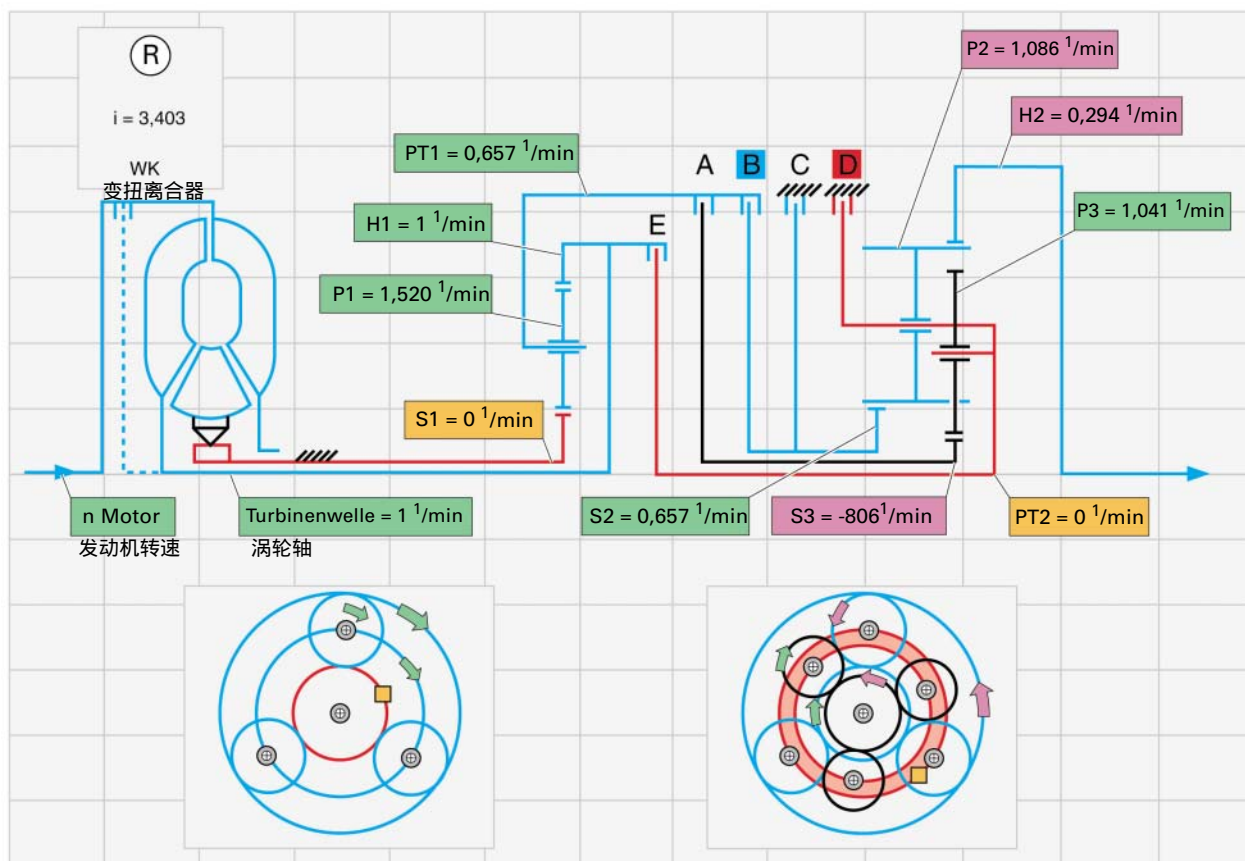 R
i = 3,403
WK
变扭离合器
P2 = 1,086 1/min
H2 = 0,294 1/min
PT1 = 0,657 1/min
A
B
C
D
H1 = 1 1/min
E
P3 = 1,041 1/min
P1 = 1,520 1/min
S1 = 0 1/min
n Motor
Turbinenwelle = 1 1/min
S2 = 0,657 1/min
S3 = -806 1/min
PT2 = 0 1/min
发动机转速
涡轮轴